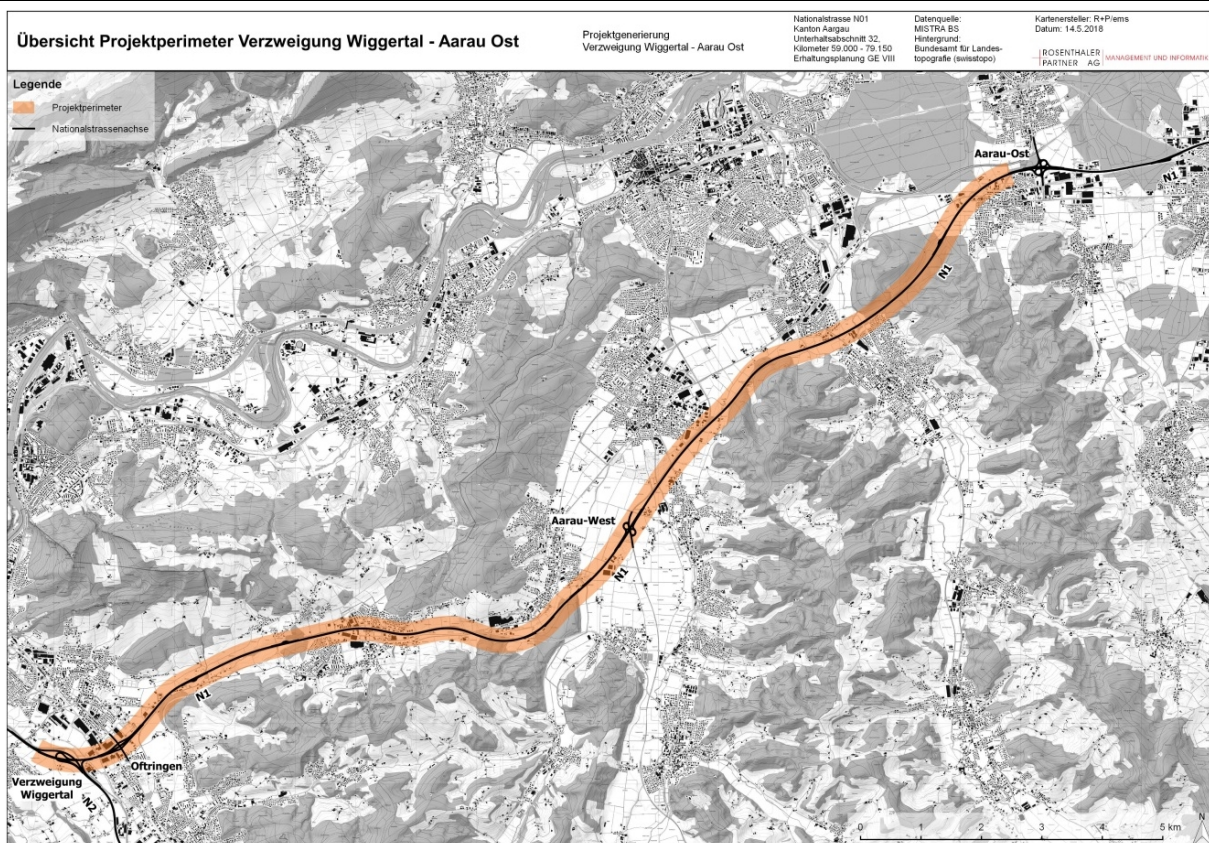 Übersicht Projektperimeter Verzweigung Wiggertal - Aarau Ost
Projektgenerierung
Verzweigung Wiggertal - Aarau Ost
Nationalstrasse N01
Kanton Aargau
Unterhaltsabschnitt 32,
Kilometer 59.000 - 79.150
Erhaltungsplanung GE VIII
Datenquelle:
MISTRA BS
Hintergrund:
Bundesamt für Landes-
topografie (swisstopo)
Kartenersteller: R+P/ems
Datum: 14.5.2018
ROSENTHALER
PARTNER AG
MANAGEMENT UND INFORMATIK
Legende
Projektperimeter
Nationalstrassenachse
Aarau-Ost
N1
N1
Aarau-West
N1
N1
Oftringen
Verzweigung
Wiggertal
N2
N
0 1 2 3 4 5 km